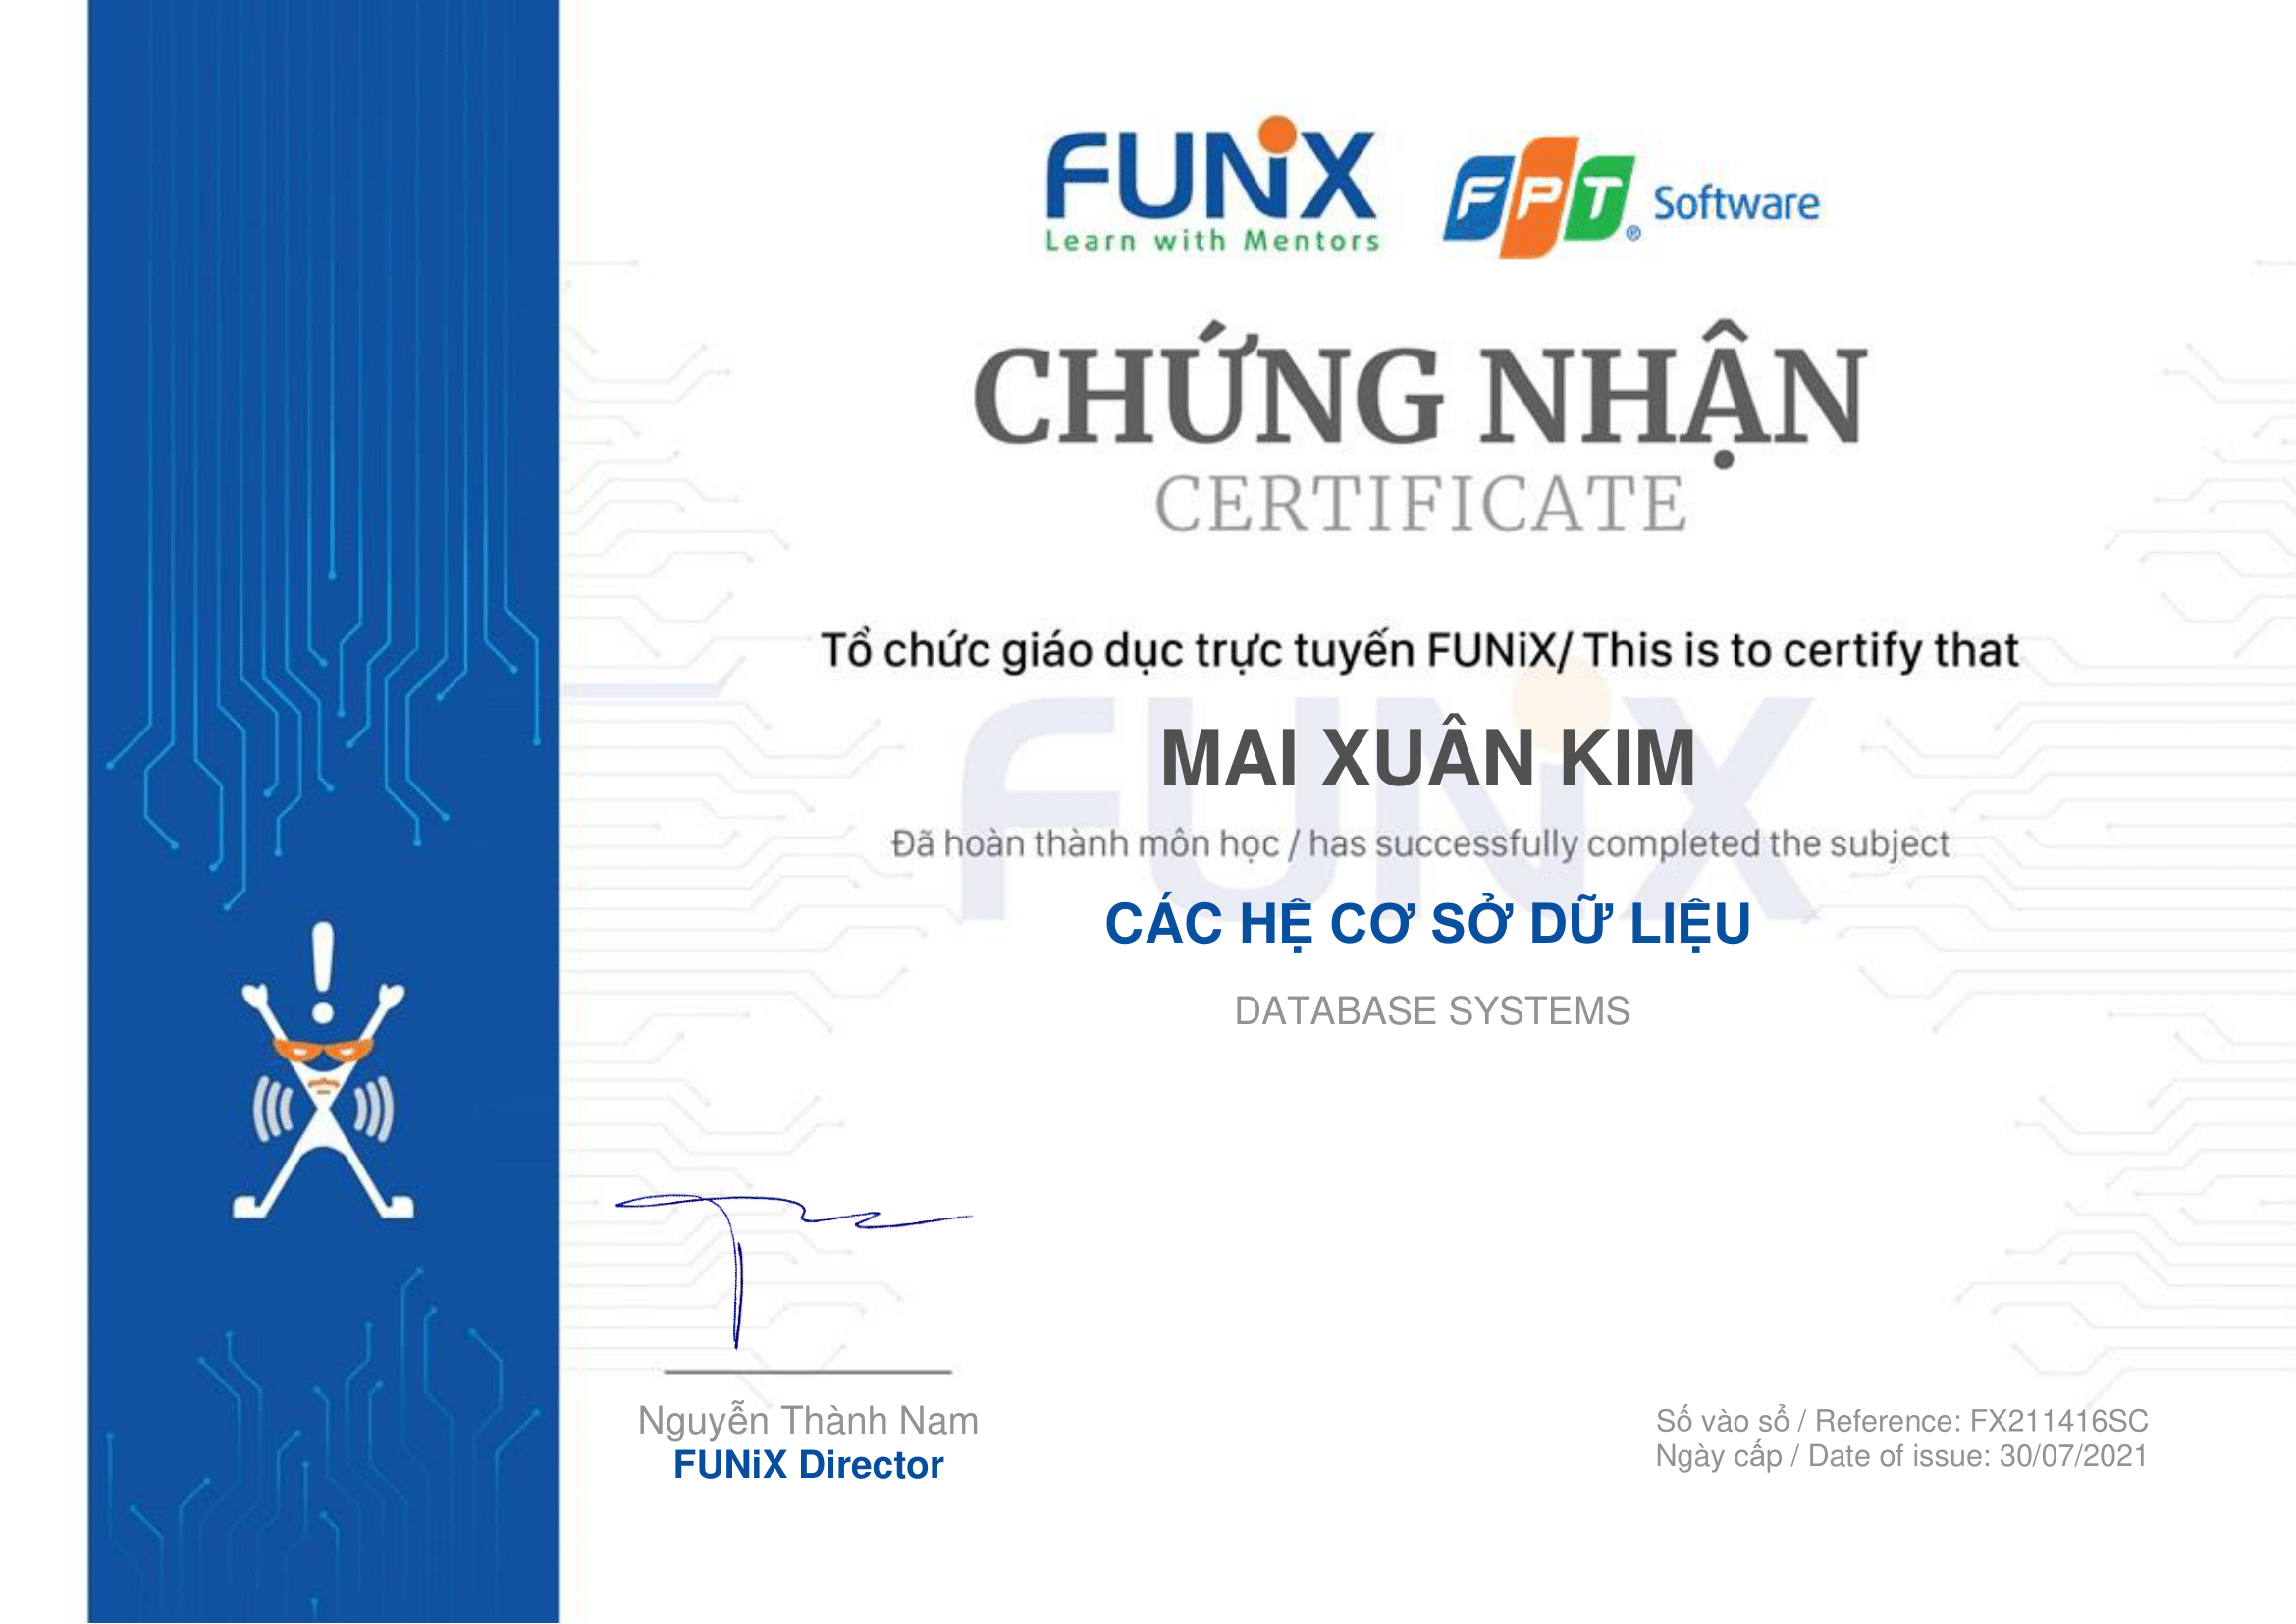 FUNiX
Learn with Mentors
FPT® Software
CHỨNG NHẬN
CERTIFICATE
Tổ chức giáo dục trực tuyến FUNiX/ This is to certify that
MAI XUÂN KIM
Đã hoàn thành môn học / has successfully completed the subject
CÁC HỆ CƠ SỞ DỮ LIỆU
DATABASE SYSTEMS
Nguyễn Thành Nam
FUNiX Director
Số vào sổ / Reference: FX211416SC
Ngày cấp / Date of issue: 30/07/2021